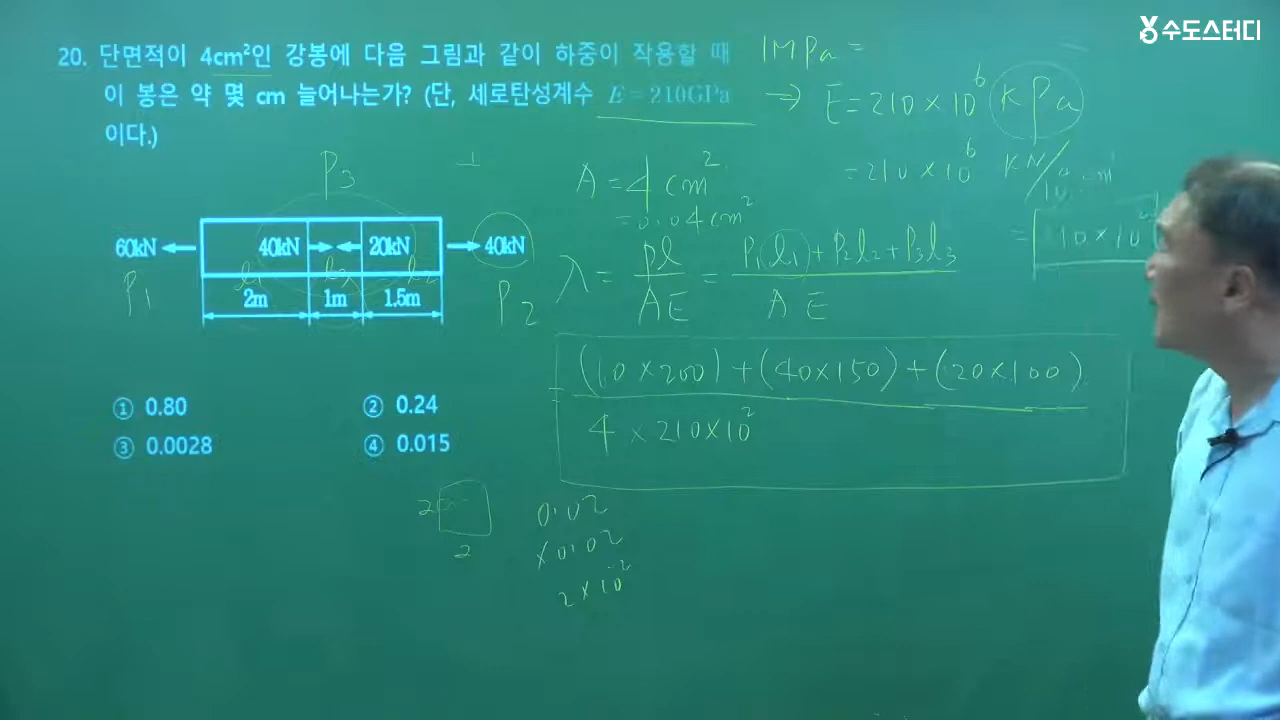 수도스터디
20. 단면적이 4cm²인 강봉에 다음 그림과 같이 하중이 작용할 때
이 봉은 약 몇 cm 늘어나는가? (단, 세로탄성계수 E = 210GPa
이다.)
1MPa =
⇒ E = 210 × 10⁶ KPa
= 210 × 10⁶ KN/
A = 4 cm²
= 0.04 cm²
P₃
60kN 40kN 20kN 40kN
P₁
P₂
2m 1m 1.5m
λ = Pl/AE = P₁l₁ + P₂l₂ + P₃l₃ / A E
= (10 × 200) + (40 × 150) + (20 × 100) / 4 × 210 × 10²
① 0.80 ② 0.24
③ 0.0028 ④ 0.015
2
0.02
× 0.02
2 × 10⁻²